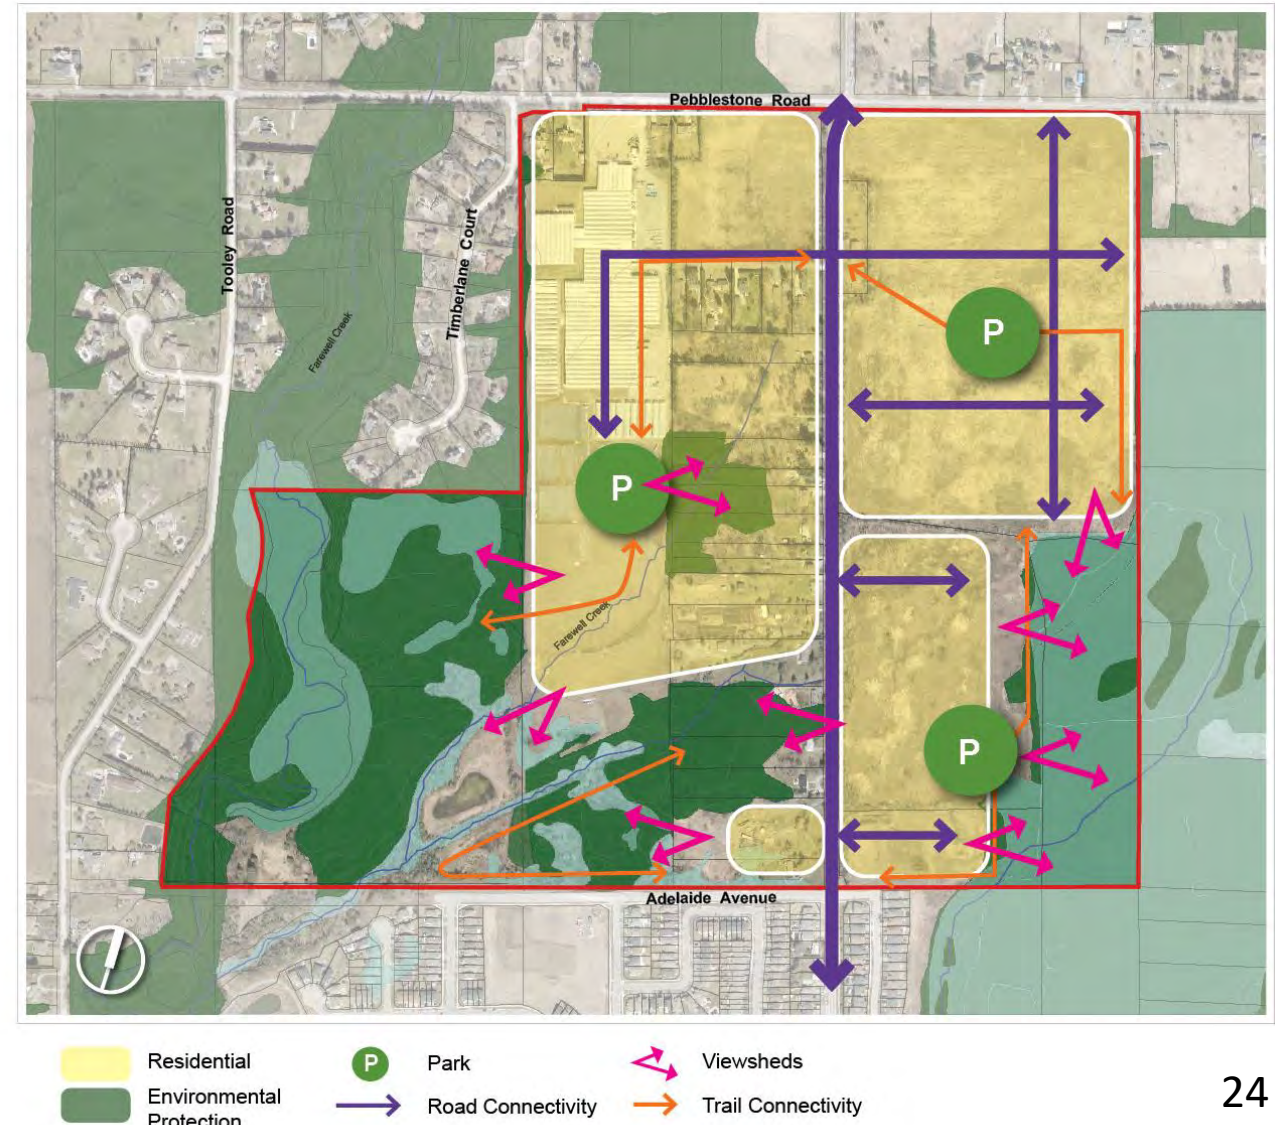 Pebblestone Road
Tooley Road
Timberlane Court
Farewell Creek
P
P
Farewell Creek
P
Adelaide Avenue
Residential
P
Park
Viewsheds
Environmental
Protection
Road Connectivity
Trail Connectivity
24